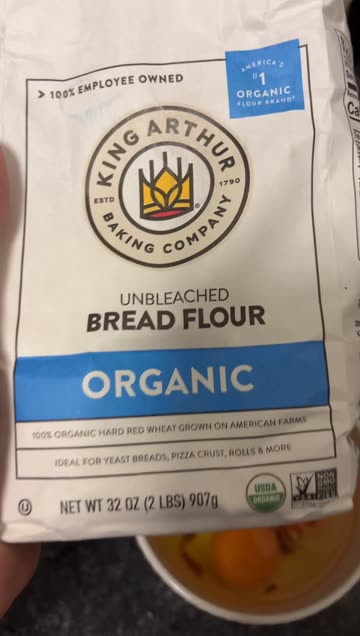 > 100% EMPLOYEE OWNED
AMERICA'S
#1
ORGANIC
FLOUR BRAND†
KING ARTHUR
ESTD
1790
®
BAKING COMPANY
UNBLEACHED
BREAD FLOUR
ORGANIC
100% ORGANIC HARD RED WHEAT GROWN ON AMERICAN FARMS
IDEAL FOR YEAST BREADS, PIZZA CRUST, ROLLS & MORE
U
NET WT 32 OZ (2 LBS) 907g
USDA
ORGANIC
NON
GMO
VERIFIED